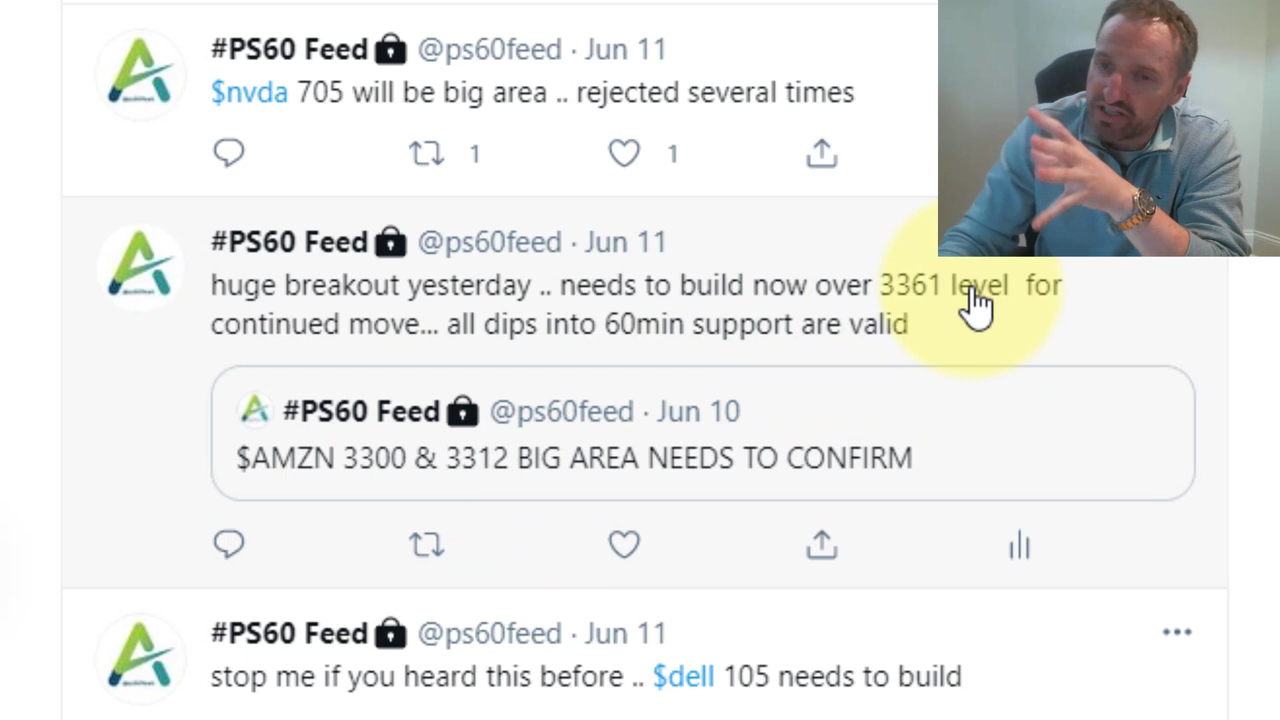 #PS60 Feed @ps60feed · Jun 11
$nvda 705 will be big area .. rejected several times
1 1
#PS60 Feed @ps60feed · Jun 11
huge breakout yesterday .. needs to build now over 3361 level for
continued move... all dips into 60min support are valid
#PS60 Feed @ps60feed · Jun 10
$AMZN 3300 & 3312 BIG AREA NEEDS TO CONFIRM
#PS60 Feed @ps60feed · Jun 11
stop me if you heard this before .. $dell 105 needs to build